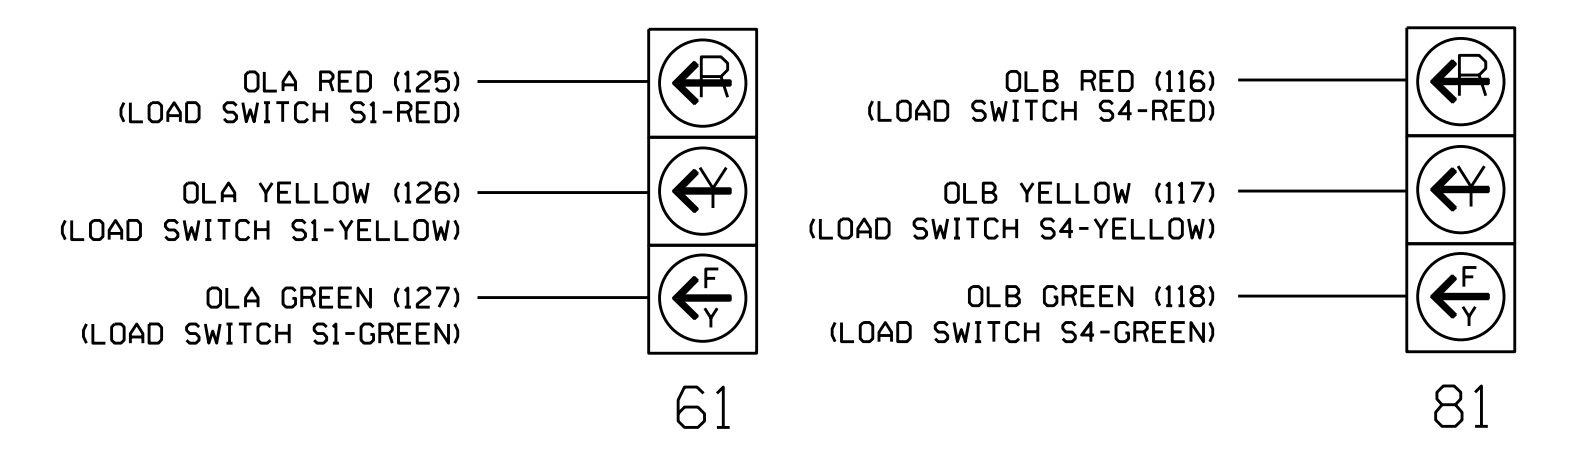 OLA RED (125)
(LOAD SWITCH S1-RED)
R
OLA YELLOW (126)
(LOAD SWITCH S1-YELLOW)
Y
OLA GREEN (127)
(LOAD SWITCH S1-GREEN)
F
Y
61
OLB RED (116)
(LOAD SWITCH S4-RED)
R
OLB YELLOW (117)
(LOAD SWITCH S4-YELLOW)
Y
OLB GREEN (118)
(LOAD SWITCH S4-GREEN)
F
Y
81